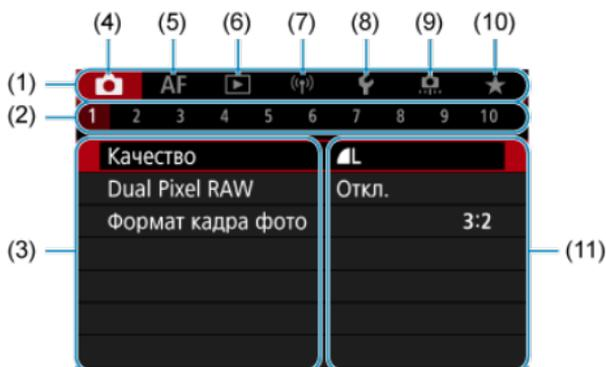 (4) (5) (6) (7) (8) (9) (10)
(1) AF
(2) 1 2 3 4 5 6 7 8 9 10
Качество L
Dual Pixel RAW Откл.
Формат кадра фото 3:2
(3) (11)